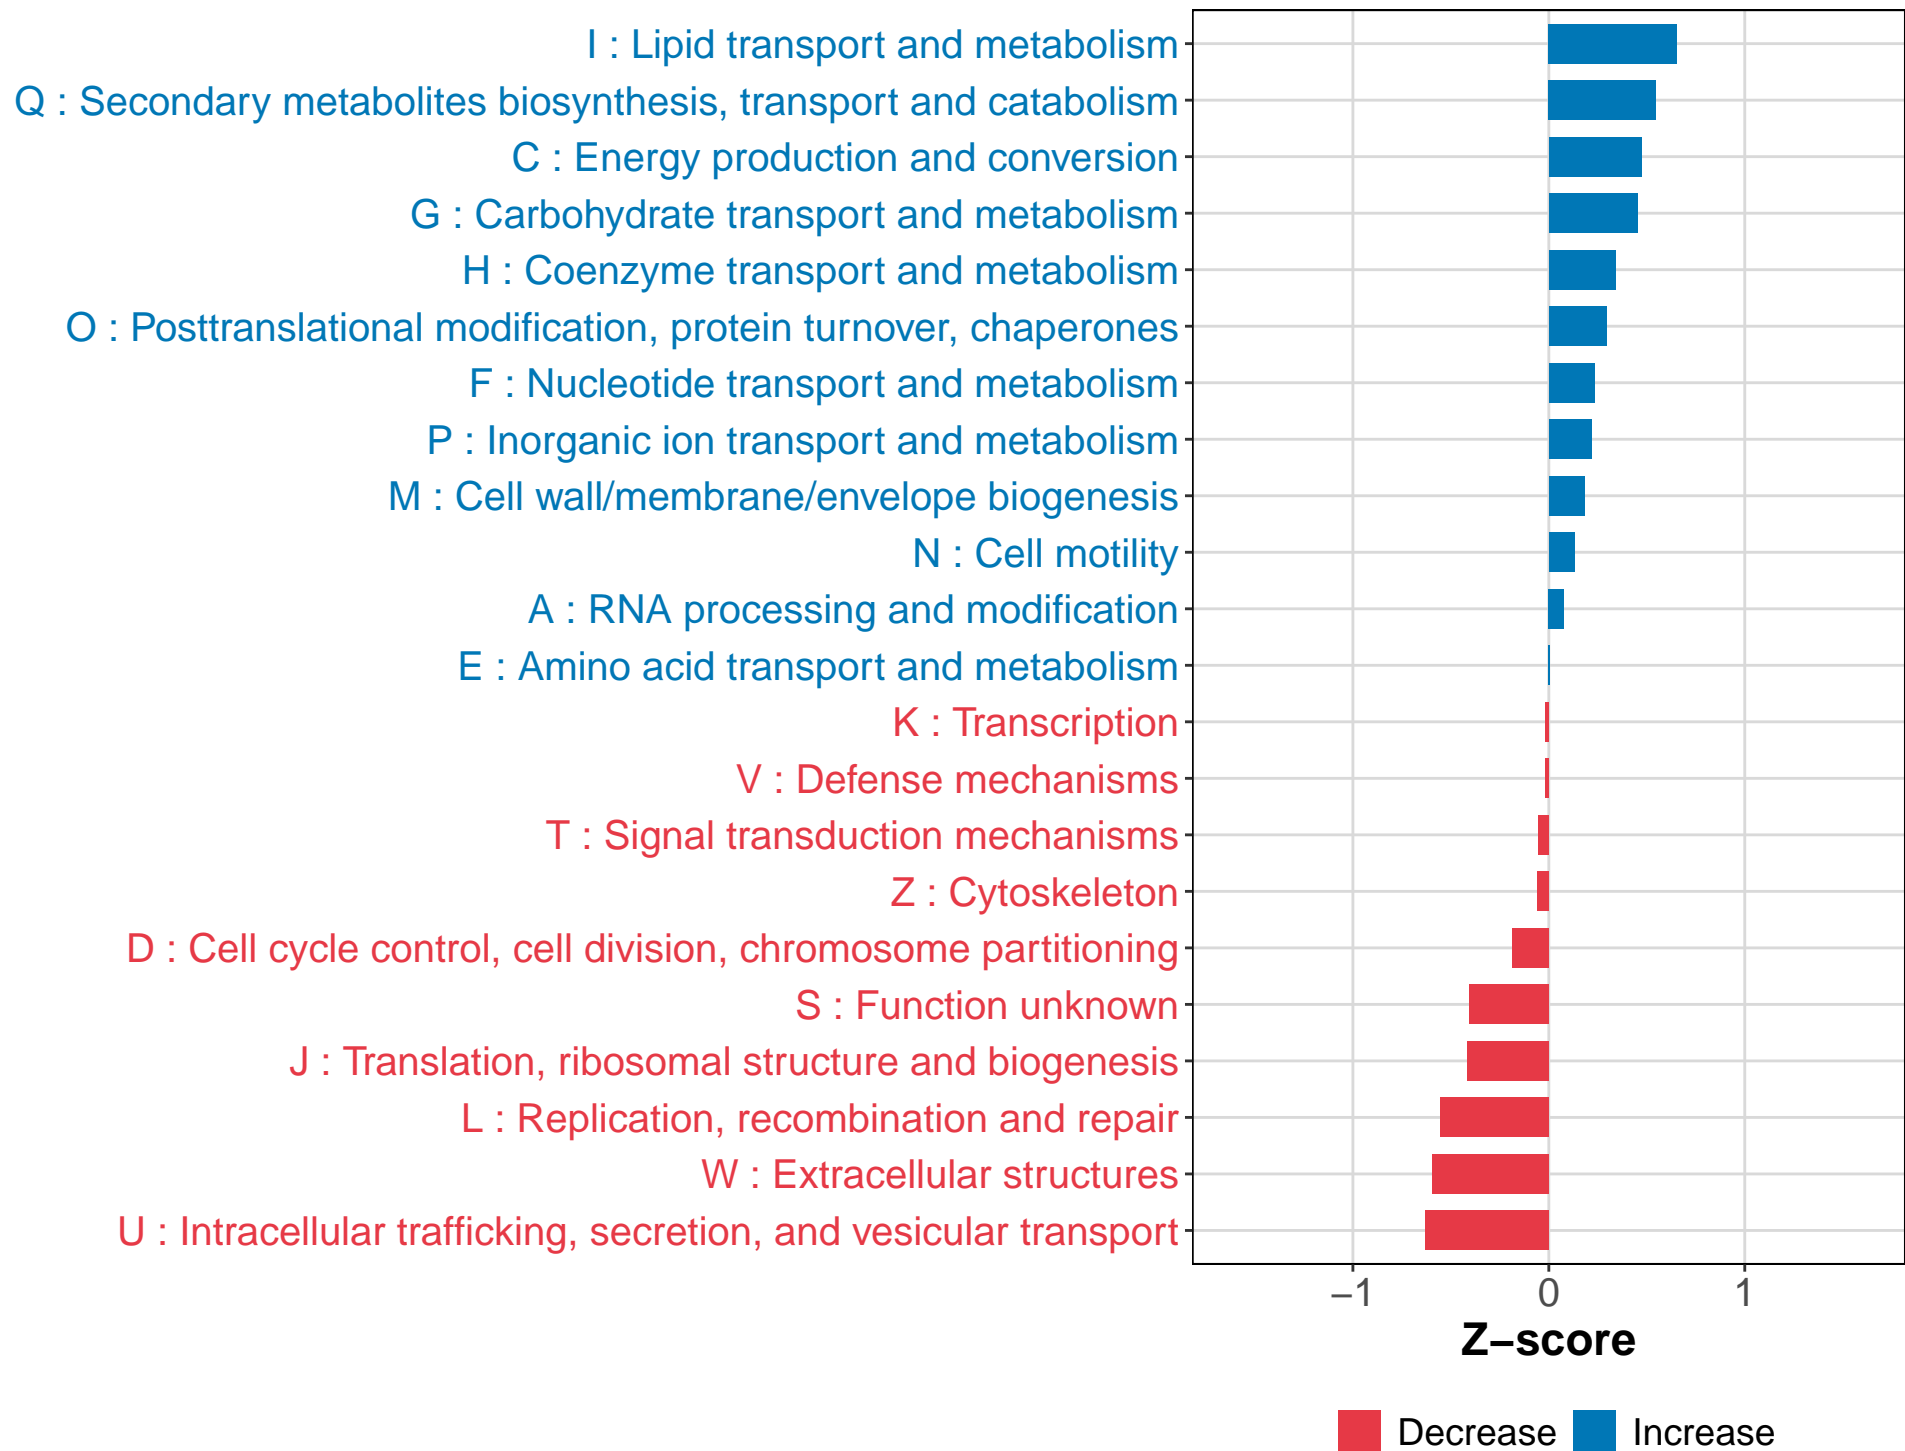 I : Lipid transport and metabolism
Q : Secondary metabolites biosynthesis, transport and catabolism
C : Energy production and conversion
G : Carbohydrate transport and metabolism
H : Coenzyme transport and metabolism
O : Posttranslational modification, protein turnover, chaperones
F : Nucleotide transport and metabolism
P : Inorganic ion transport and metabolism
M : Cell wall/membrane/envelope biogenesis
N : Cell motility
A : RNA processing and modification
E : Amino acid transport and metabolism
K : Transcription
V : Defense mechanisms
T : Signal transduction mechanisms
Z : Cytoskeleton
D : Cell cycle control, cell division, chromosome partitioning
S : Function unknown
J : Translation, ribosomal structure and biogenesis
L : Replication, recombination and repair
W : Extracellular structures
U : Intracellular trafficking, secretion, and vesicular transport
−1 0 1
Z−score
Decrease Increase